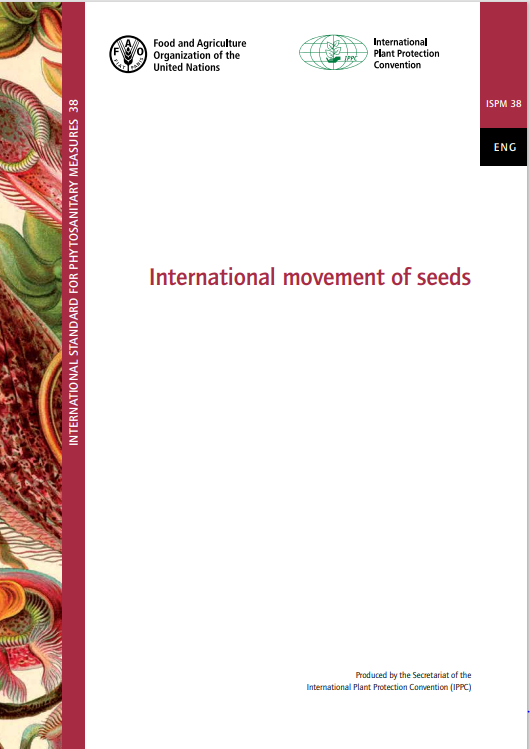 Food and Agriculture
Organization of the
United Nations
FAO
FIAT PANIS
IPPC
International
Plant Protection
Convention
ISPM 38
ENG
INTERNATIONAL STANDARD FOR PHYTOSANITARY MEASURES 38
International movement of seeds
Produced by the Secretariat of the
International Plant Protection Convention (IPPC)